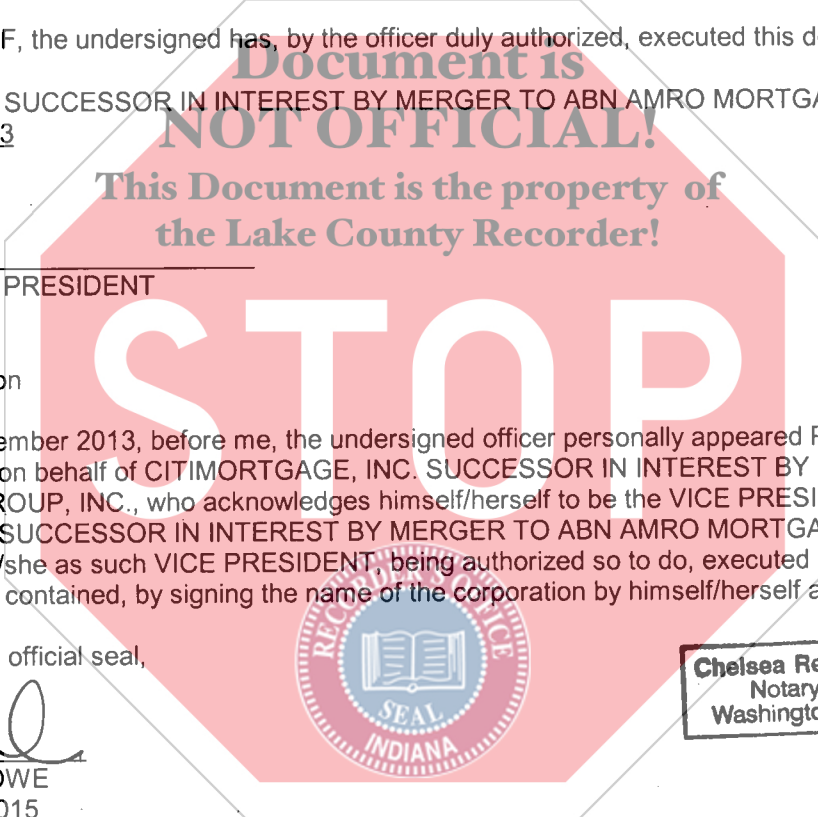 F, the undersigned has, by the officer duly authorized, executed this d
Document is
SUCCESSOR IN INTEREST BY MERGER TO ABN AMRO MORTGA
3
NOT OFFICIAL!
This Document is the property of
the Lake County Recorder!
PRESIDENT
STOP
on
ember 2013, before me, the undersigned officer personally appeared
on behalf of CITIMORTGAGE, INC. SUCCESSOR IN INTEREST BY
ROUP, INC., who acknowledges himself/herself to be the VICE PRESI
SUCCESSOR IN INTEREST BY MERGER TO ABN AMRO MORTGA
/she as such VICE PRESIDENT, being authorized so to do, executed
contained, by signing the name of the corporation by himself/herself a
RECORDER'S OFFICE
SEAL
INDIANA
official seal,
Chelsea Re
Notary
Washingto
OWE
015